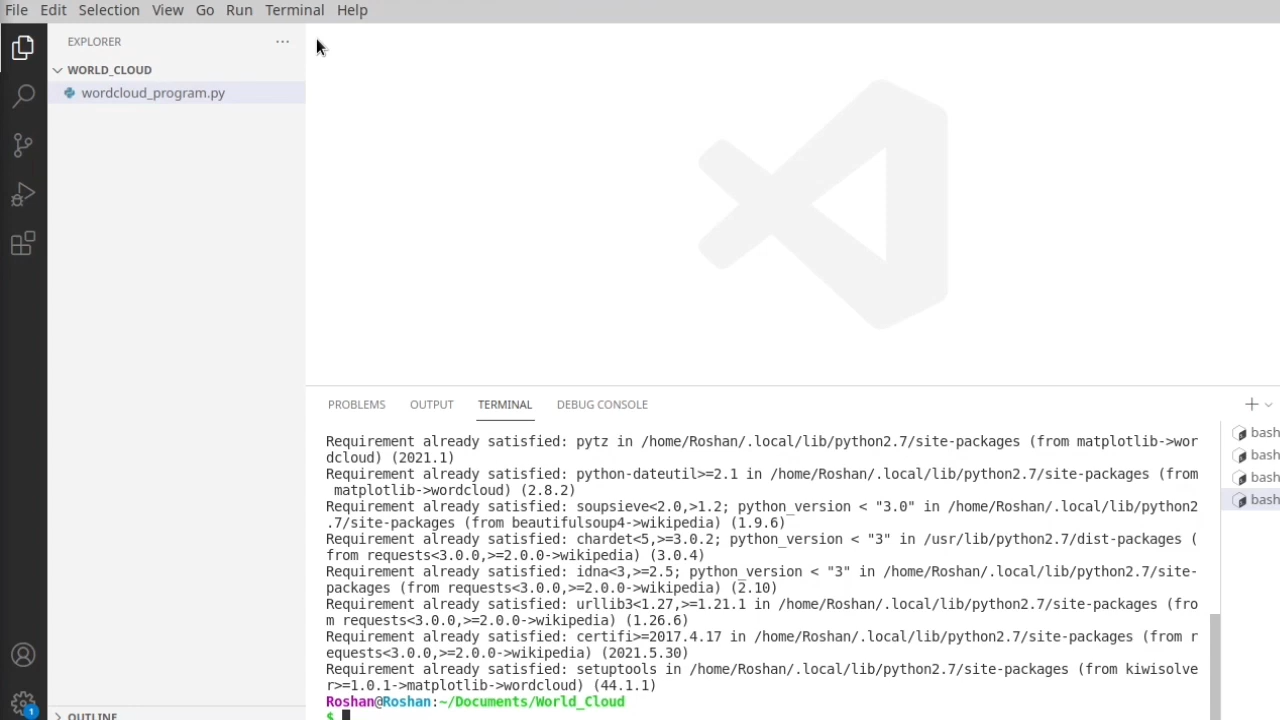 File Edit Selection View Go Run Terminal Help
EXPLORER ...
WORLD_CLOUD
wordcloud_program.py
PROBLEMS OUTPUT TERMINAL DEBUG CONSOLE
bash
bash
bash
bash
Requirement already satisfied: pytz in /home/Roshan/.local/lib/python2.7/site-packages (from matplotlib->wor
dcloud) (2021.1)
Requirement already satisfied: python-dateutil>=2.1 in /home/Roshan/.local/lib/python2.7/site-packages (from
 matplotlib->wordcloud) (2.8.2)
Requirement already satisfied: soupsieve<2.0,>1.2; python_version < "3.0" in /home/Roshan/.local/lib/python2
.7/site-packages (from beautifulsoup4->wikipedia) (1.9.6)
Requirement already satisfied: chardet<5,>=3.0.2; python_version < "3" in /usr/lib/python2.7/dist-packages (
from requests<3.0.0,>=2.0.0->wikipedia) (3.0.4)
Requirement already satisfied: idna<3,>=2.5; python_version < "3" in /home/Roshan/.local/lib/python2.7/site-
packages (from requests<3.0.0,>=2.0.0->wikipedia) (2.10)
Requirement already satisfied: urllib3<1.27,>=1.21.1 in /home/Roshan/.local/lib/python2.7/site-packages (fro
m requests<3.0.0,>=2.0.0->wikipedia) (1.26.6)
Requirement already satisfied: certifi>=2017.4.17 in /home/Roshan/.local/lib/python2.7/site-packages (from r
equests<3.0.0,>=2.0.0->wikipedia) (2021.5.30)
Requirement already satisfied: setuptools in /home/Roshan/.local/lib/python2.7/site-packages (from kiwisolve
r>=1.0.1->matplotlib->wordcloud) (44.1.1)
Roshan@Roshan:~/Documents/World_Cloud
$
1
OUTLINE